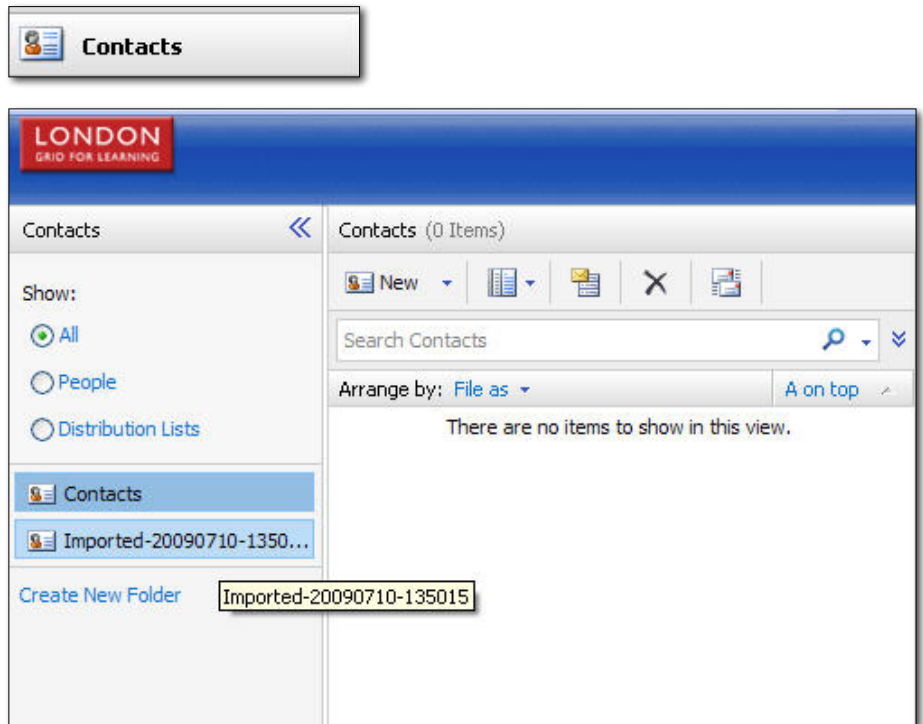 Contacts
LONDON
GRID FOR LEARNING
Contacts
Contacts (0 Items)
Show:
New
All
Search Contacts
People
Arrange by: File as
A on top
Distribution Lists
There are no items to show in this view.
Contacts
Imported-20090710-1350...
Create New Folder
Imported-20090710-135015